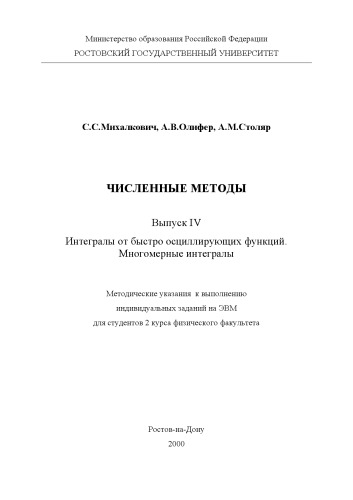 Министерство образования Российской Федерации
РОСТОВСКИЙ ГОСУДАРСТВЕННЫЙ УНИВЕРСИТЕТ
С.С.Михалкович, А.В.Олифер, А.М.Столяр
ЧИСЛЕННЫЕ МЕТОДЫ
Выпуск IV
Интегралы от быстро осциллирующих функций.
Многомерные интегралы
Методические указания к выполнению
индивидуальных заданий на ЭВМ
для студентов 2 курса физического факультета
Ростов-на-Дону
2000